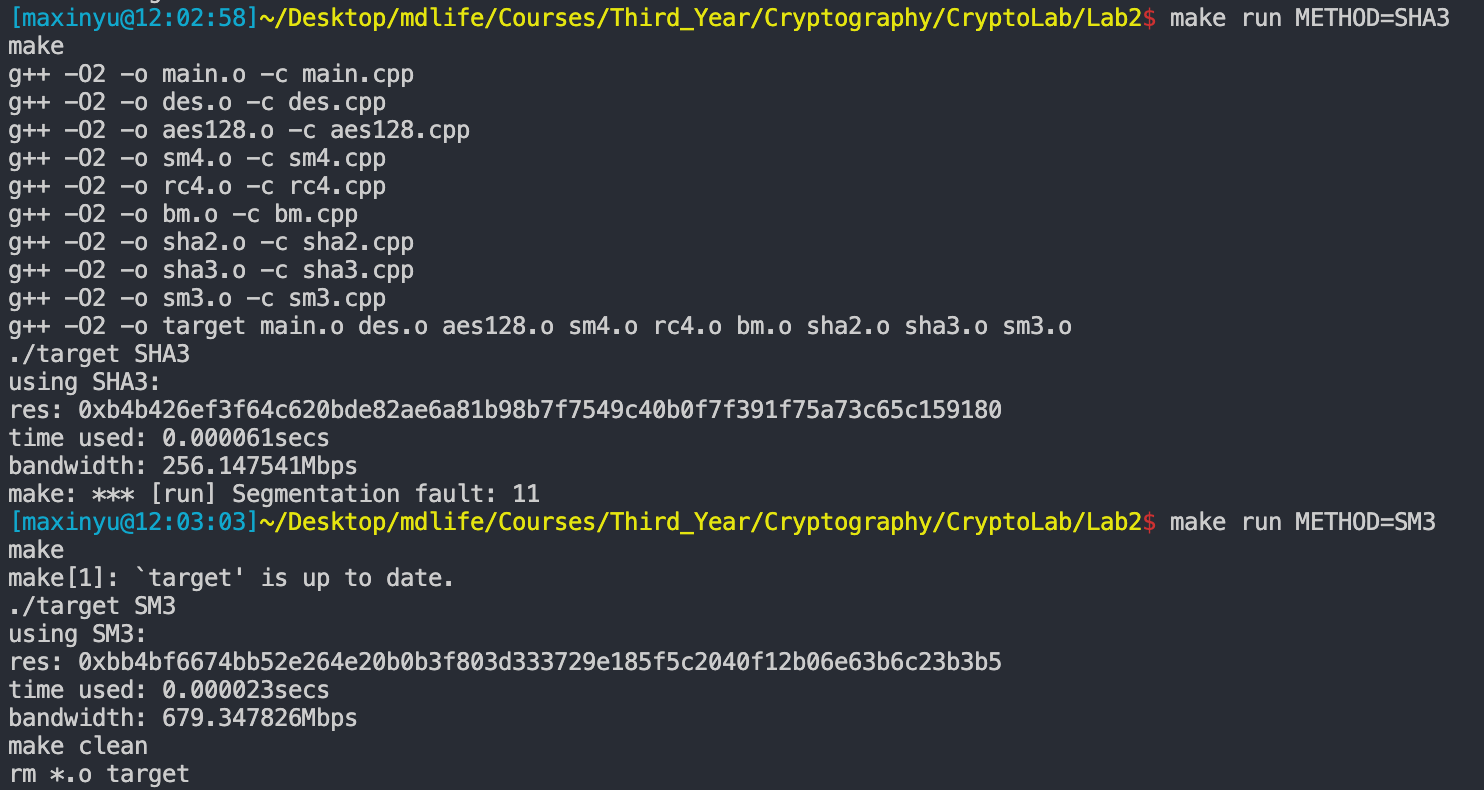 [maxinyu@12:02:58]~/Desktop/mdlife/Courses/Third_Year/Cryptography/CryptoLab/Lab2$ make run METHOD=SHA3
make
g++ -O2 -o main.o -c main.cpp
g++ -O2 -o des.o -c des.cpp
g++ -O2 -o aes128.o -c aes128.cpp
g++ -O2 -o sm4.o -c sm4.cpp
g++ -O2 -o rc4.o -c rc4.cpp
g++ -O2 -o bm.o -c bm.cpp
g++ -O2 -o sha2.o -c sha2.cpp
g++ -O2 -o sha3.o -c sha3.cpp
g++ -O2 -o sm3.o -c sm3.cpp
g++ -O2 -o target main.o des.o aes128.o sm4.o rc4.o bm.o sha2.o sha3.o sm3.o
./target SHA3
using SHA3:
res: 0xb4b426ef3f64c620bde82ae6a81b98b7f7549c40b0f7f391f75a73c65c159180
time used: 0.000061secs
bandwidth: 256.147541Mbps
make: *** [run] Segmentation fault: 11
[maxinyu@12:03:03]~/Desktop/mdlife/Courses/Third_Year/Cryptography/CryptoLab/Lab2$ make run METHOD=SM3
make
make[1]: `target' is up to date.
./target SM3
using SM3:
res: 0xbb4bf6674bb52e264e20b0b3f803d333729e185f5c2040f12b06e63b6c23b3b5
time used: 0.000023secs
bandwidth: 679.347826Mbps
make clean
rm *.o target